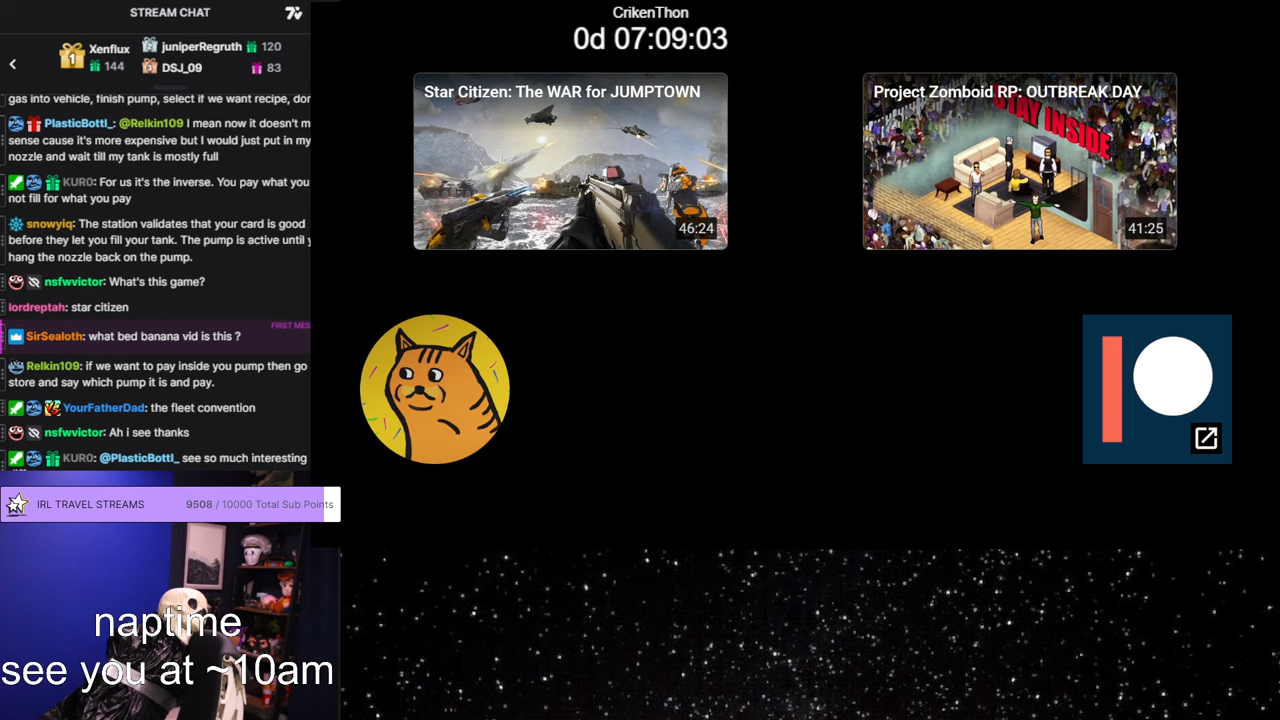 STREAM CHAT
Xenflux
144
juniperRegruth 120
DSJ_09 83
gas into vehicle, finish pump, select if we want recipe, dor
PlasticBottl_: @Relkin109 I mean now it doesn't m
sense cause it's more expensive but I would just put in my
nozzle and wait till my tank is mostly full
KUR0: For us it's the inverse. You pay what you
not fill for what you pay
snowyiq: The station validates that your card is good
before they let you fill your tank. The pump is active until y
hang the nozzle back on the pump.
nsfwvictor: What's this game?
lordreptah: star citizen
FIRST MES
SirSealoth: what bed banana vid is this ?
Relkin109: if we want to pay inside you pump then go
store and say which pump it is and pay.
YourFatherDad: the fleet convention
nsfwvictor: Ah i see thanks
KUR0: @PlasticBottl_ see so much interesting
IRL TRAVEL STREAMS 9508 / 10000 Total Sub Points
naptime
see you at ~10am
CrikenThon
0d 07:09:03
Star Citizen: The WAR for JUMPTOWN
46:24
Project Zomboid RP: OUTBREAK DAY
STAY INSIDE
41:25